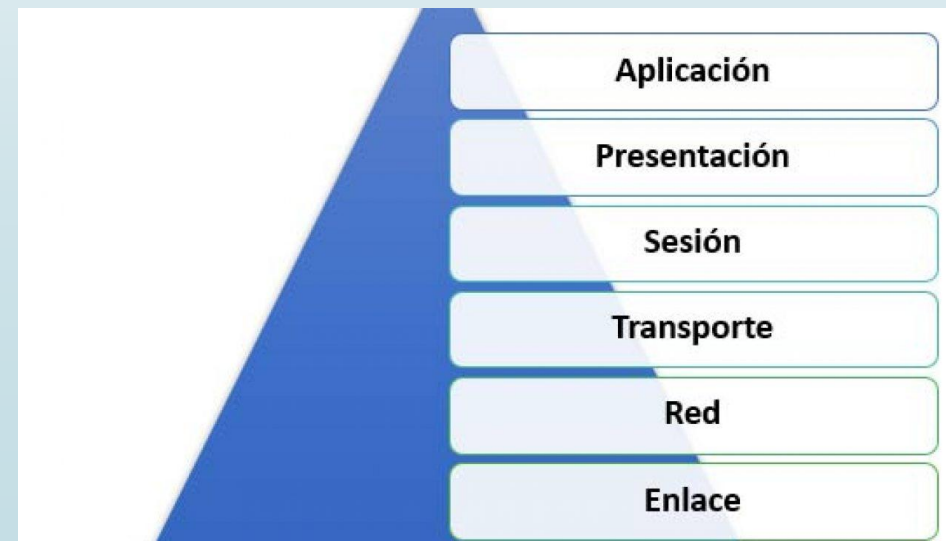 Aplicación
Presentación
Sesión
Transporte
Red
Enlace